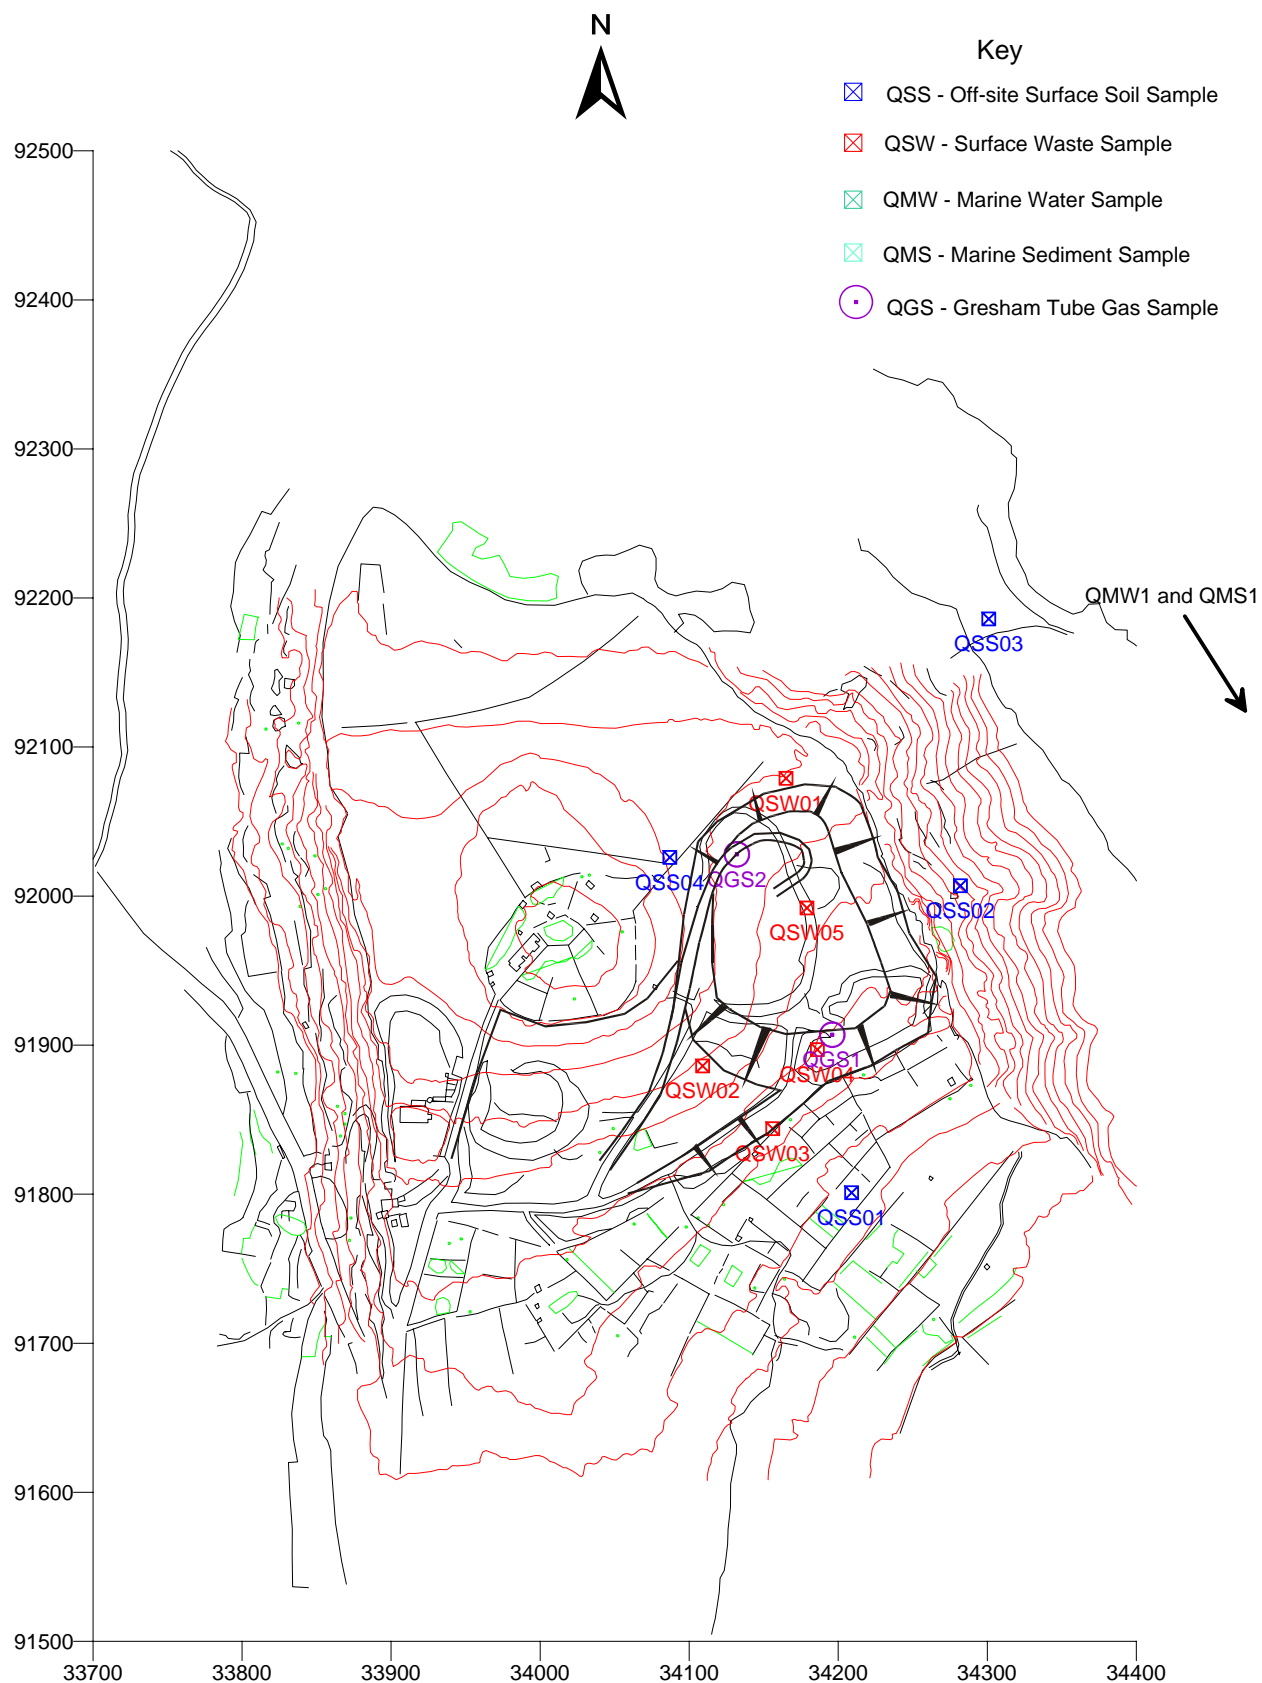 N
Key
QSS - Off-site Surface Soil Sample
QSW - Surface Waste Sample
QMW - Marine Water Sample
QMS - Marine Sediment Sample
QGS - Gresham Tube Gas Sample
92500
92400
92300
92200
QMW1 and QMS1
QSS03
92100
QSW01
92000
QSS04
QGS2
QSS02
QSW05
91900
QGS1
QSW04
QSW02
QSW03
91800
QSS01
91700
91600
91500
33700
33800
33900
34000
34100
34200
34300
34400